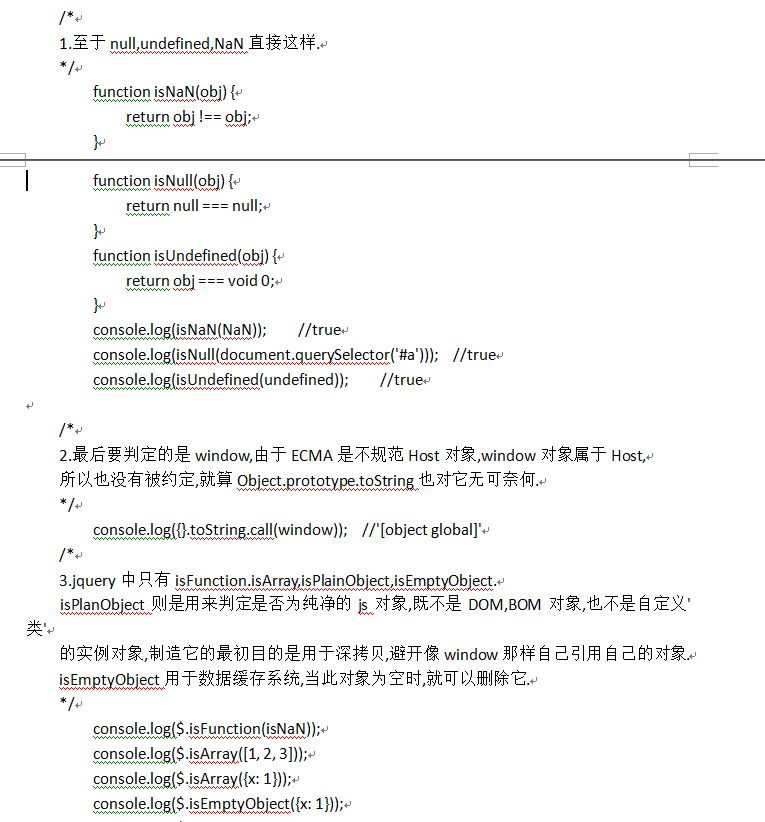 /*
1.至于 null,undefined,NaN 直接这样.
*/
function isNaN(obj) {
return obj !== obj;
}
function isNull(obj) {
return null === null;
}
function isUndefined(obj) {
return obj === void 0;
}
console.log(isNaN(NaN)); //true
console.log(isNull(document.querySelector('#a'))); //true
console.log(isUndefined(undefined)); //true
/*
2.最后要判定的是 window,由于 ECMA 是不规范 Host 对象,window 对象属于 Host,
所以也没有被约定,就算 Object.prototype.toString 也对它无可奈何.
*/
console.log({}.toString.call(window)); //'[object global]'
/*
3.jquery 中只有 isFunction.isArray,isPlainObject,isEmptyObject.
isPlanObject 则是用来判定是否为纯净的 js 对象,既不是 DOM,BOM 对象,也不是自定义'
类'
的实例对象,制造它的最初目的是用于深拷贝,避开像 window 那样自己引用自己的对象.
isEmptyObject 用于数据缓存系统,当此对象为空时,就可以删除它.
*/
console.log($.isFunction(isNaN));
console.log($.isArray([1, 2, 3]));
console.log($.isArray({x: 1}));
console.log($.isEmptyObject({x: 1}));